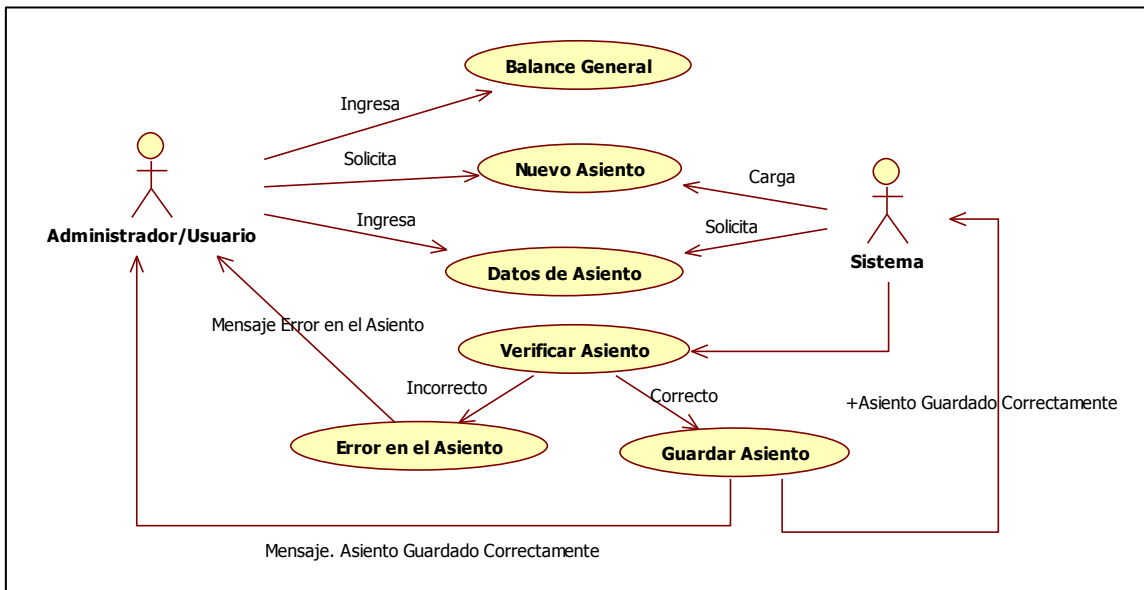 Balance General
Ingresa
Solicita
Nuevo Asiento
Carga
Administrador/Usuario
Ingresa
Solicita
Datos de Asiento
Sistema
Mensaje Error en el Asiento
Verificar Asiento
Incorrecto
Correcto
+Asiento Guardado Correctamente
Error en el Asiento
Guardar Asiento
Mensaje. Asiento Guardado Correctamente